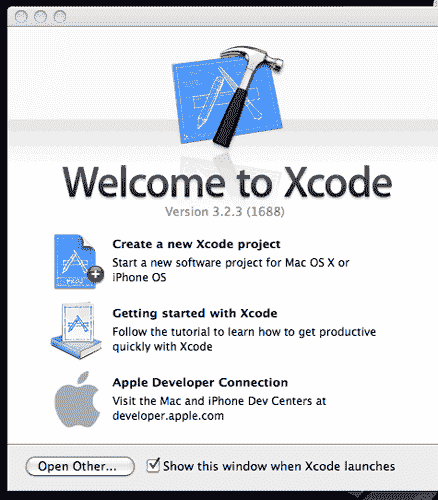 Welcome to Xcode
Version 3.2.3 (1688)
Create a new Xcode project
Start a new software project for Mac OS X or
iPhone OS
Getting started with Xcode
Follow the tutorial to learn how to get productive
quickly with Xcode
Apple Developer Connection
Visit the Mac and iPhone Dev Centers at
developer.apple.com
Open Other...
Show this window when Xcode launches